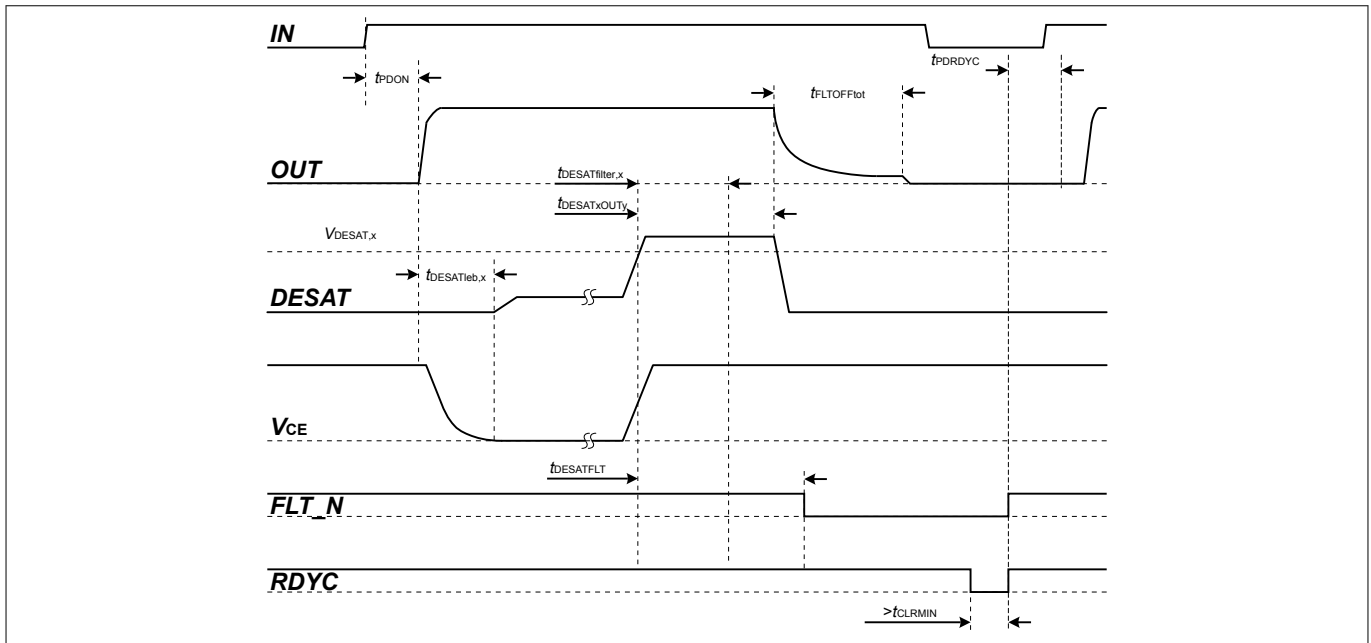 IN
tPDRDYC
tPDON
tFLTOFFtot
OUT
tDESATfilter,x
tDESATxOUTy
VDESAT,x
tDESATleb,x
DESAT
VCE
tDESATFLT
FLT_N
RDYC
>tCLRMIN